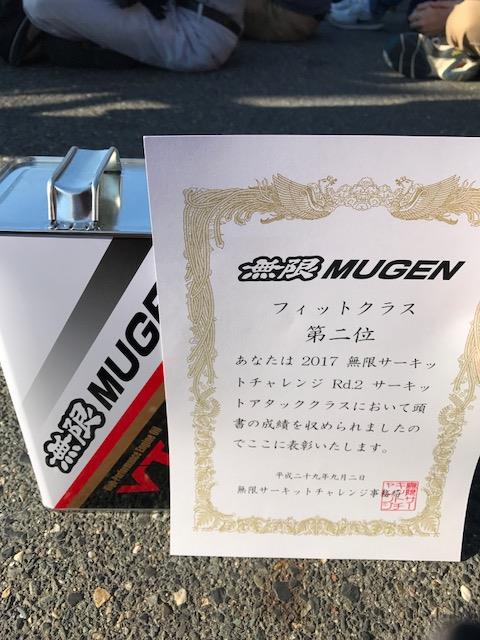 無限 MUGEN
フィットクラス
第二位
あなたは 2017 無限サーキッ
トチャレンジ Rd.2 サーキッ
トアタッククラスにおいて頭
書の成績を収められましたの
でここに表彰いたします。
平成二十九年九月二日
無限サーキットチャレンジ事務局
無限 MUGE
High Performance Engine Oil